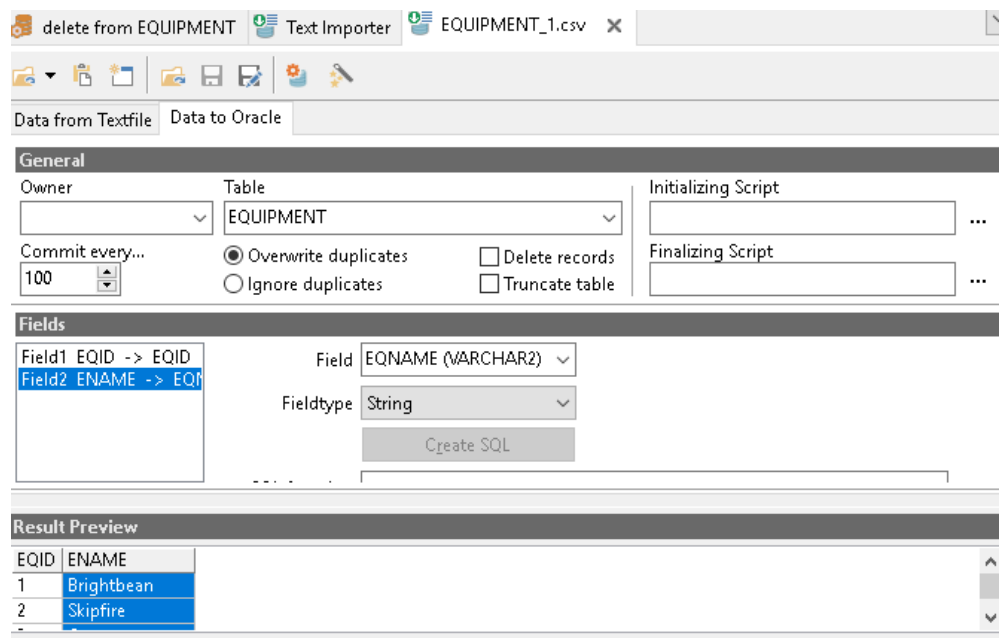 delete from EQUIPMENT Text Importer EQUIPMENT_1.csv
Data from Textfile Data to Oracle
General
Owner Table Initializing Script
EQUIPMENT ...
Commit every... Overwrite duplicates Delete records Finalizing Script
100 Ignore duplicates Truncate table ...
Fields
Field1 EQID -> EQID Field EQNAME (VARCHAR2)
Field2 ENAME -> EQN
Fieldtype String
Create SQL
Result Preview
EQID ENAME
1 Brightbean
2 Skipfire